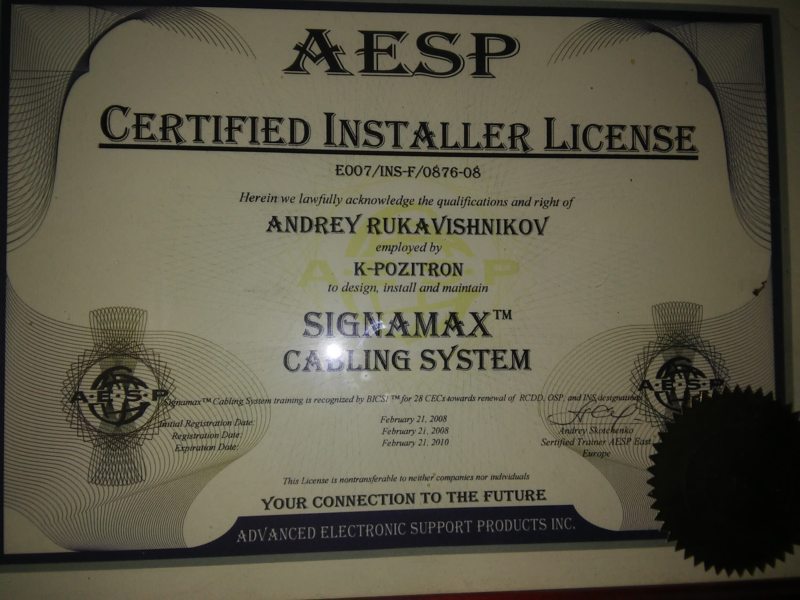 AESP
CERTIFIED INSTALLER LICENSE
E007/INS-F/0876-08
Herein we lawfully acknowledge the qualifications and right of
ANDREY RUKAVISHNIKOV
employed by
K-POZITRON
to design, install and maintain
SIGNAMAX™
CABLING SYSTEM
A·E·S·P
A·E·S·P
Signamax™ Cabling System training is recognized by BICSI™ for 28 CECs towards renewal of RCDD, OSP, and INS designations
Initial Registration Date: February 21, 2008
Registration Date: February 21, 2008
Expiration Date: February 21, 2010
Andrey Skotchenko
Sertified Trainer AESP East
Europe
This License is nontransferable to neither companies nor individuals
YOUR CONNECTION TO THE FUTURE
ADVANCED ELECTRONIC SUPPORT PRODUCTS INC.